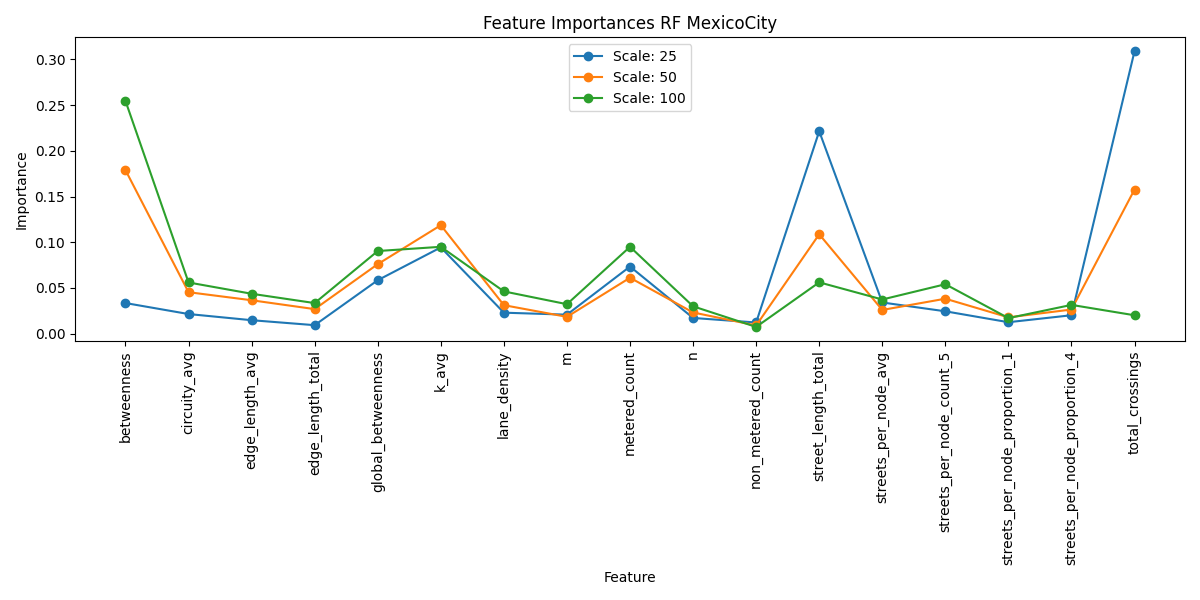 Feature Importances RF MexicoCity
Scale: 25
Scale: 50
Scale: 100
Importance
0.30
0.25
0.20
0.15
0.10
0.05
0.00
betweenness
circuity_avg
edge_length_avg
edge_length_total
global_betweenness
k_avg
lane_density
m
metered_count
n
non_metered_count
street_length_total
streets_per_node_avg
streets_per_node_count_5
streets_per_node_proportion_1
streets_per_node_proportion_4
total_crossings
Feature